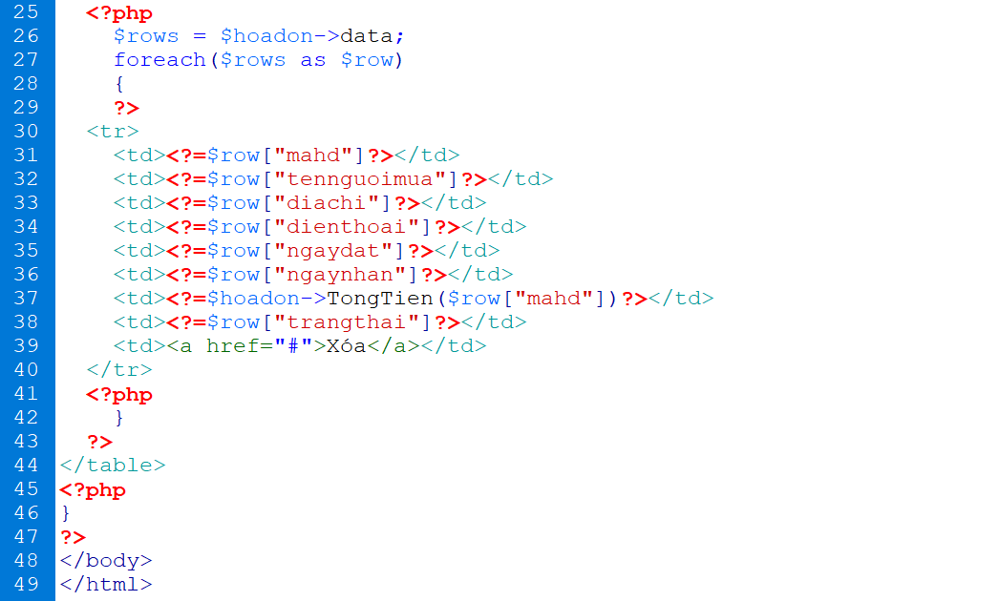 25 <?php
26 $rows = $hoadon->data;
27 foreach($rows as $row)
28 {
29 ?>
30 <tr>
31 <td><?=$row["mahd"]?></td>
32 <td><?=$row["tennguoimua"]?></td>
33 <td><?=$row["diachi"]?></td>
34 <td><?=$row["dienthoai"]?></td>
35 <td><?=$row["ngaydat"]?></td>
36 <td><?=$row["ngaynhan"]?></td>
37 <td><?=$hoadon->TongTien($row["mahd"])?></td>
38 <td><?=$row["trangthai"]?></td>
39 <td><a href="#">Xóa</a></td>
40 </tr>
41 <?php
42 }
43 ?>
44 </table>
45 <?php
46 }
47 ?>
48 </body>
49 </html>